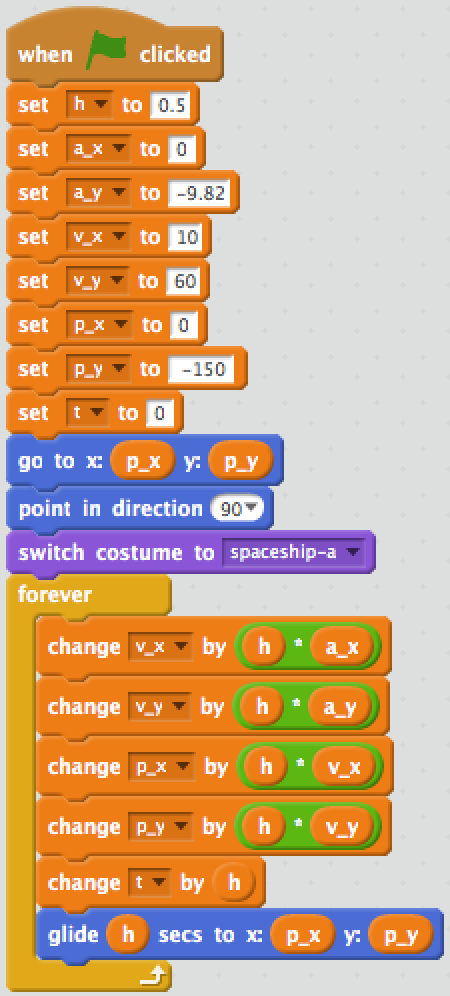 when clicked
set h to 0.5
set a_x to 0
set a_y to -9.82
set v_x to 10
set v_y to 60
set p_x to 0
set p_y to -150
set t to 0
go to x: p_x y: p_y
point in direction 90
switch costume to spaceship-a
forever
change v_x by h * a_x
change v_y by h * a_y
change p_x by h * v_x
change p_y by h * v_y
change t by h
glide h secs to x: p_x y: p_y